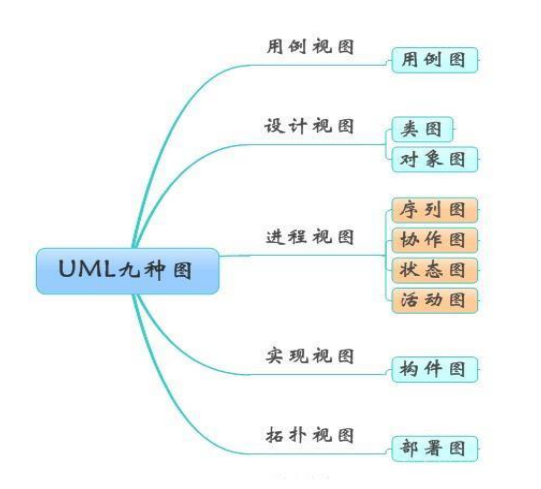 用例视图
用例图
设计视图
类图
对象图
进程视图
序列图
协作图
状态图
活动图
UML九种图
实现视图
构件图
拓扑视图
部署图